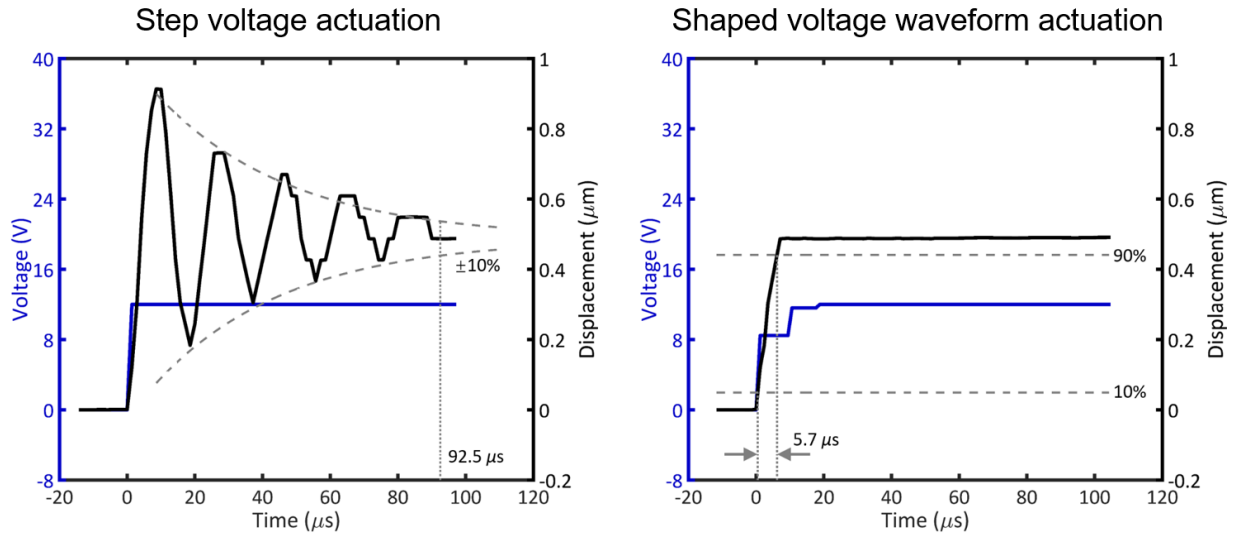 Step voltage actuation
Shaped voltage waveform actuation
40
32
24
16
8
0
-8
Voltage (V)
1
0.8
0.6
0.4
0.2
0
-0.2
Displacement (μm)
±10%
92.5 μs
-20 0 20 40 60 80 100 120
Time (μs)
40
32
24
16
8
0
-8
Voltage (V)
1
0.8
0.6
0.4
0.2
0
-0.2
Displacement (μm)
90%
10%
5.7 μs
-20 0 20 40 60 80 100 120
Time (μs)